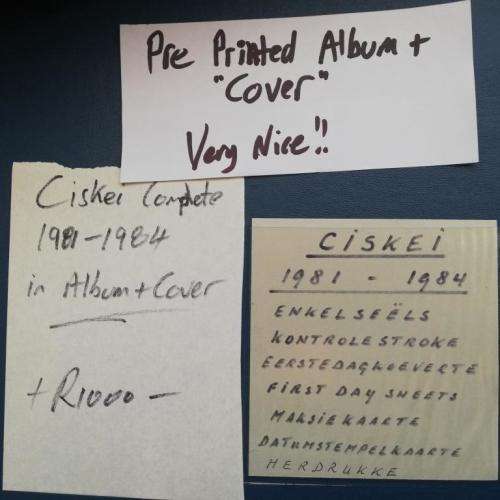 Pre Printed Album +
"Cover"
Very Nice!!
Ciskei Complete
1981-1984
in Album + Cover
+R1000 —
CISKEI
1981 - 1984
ENKELSEËLS
KONTROLESTROKE
EERSTEDAGKOEVERTE
FIRST DAY SHEETS
MAKSIEKAARTE
DATUMSTEMPELKAARTE
HERDRUKKE